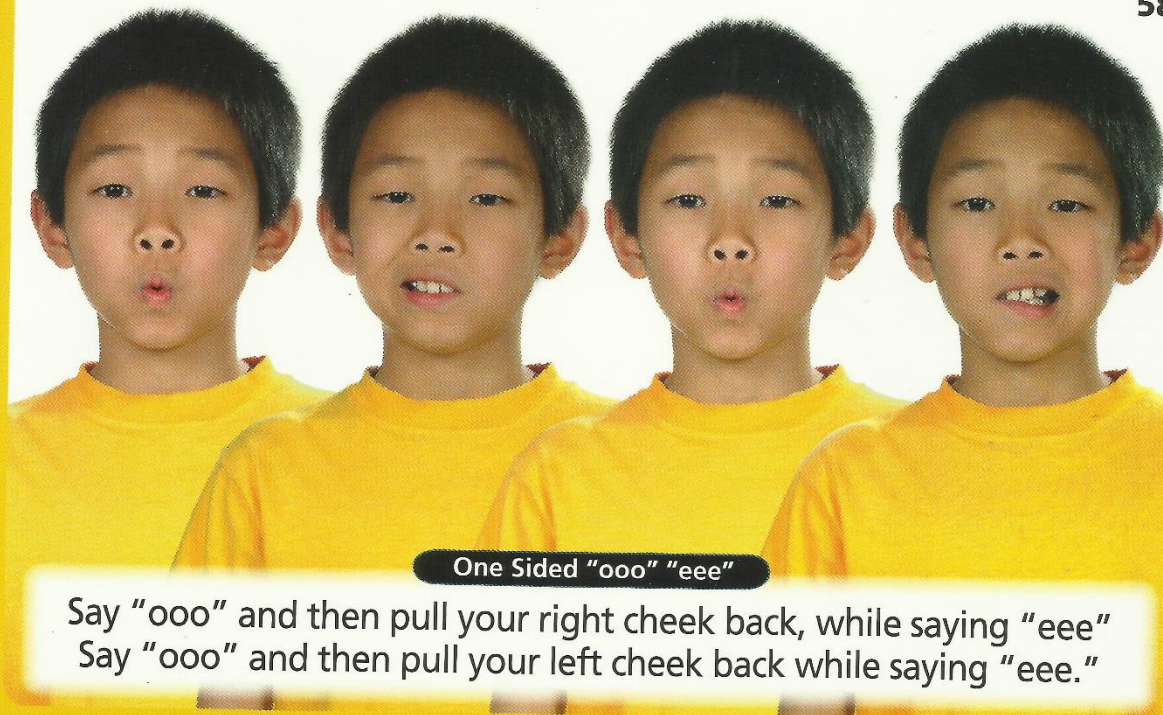 One Sided “ooo” “eee”
Say “ooo” and then pull your right cheek back, while saying “eee”
Say “ooo” and then pull your left cheek back while saying “eee.”